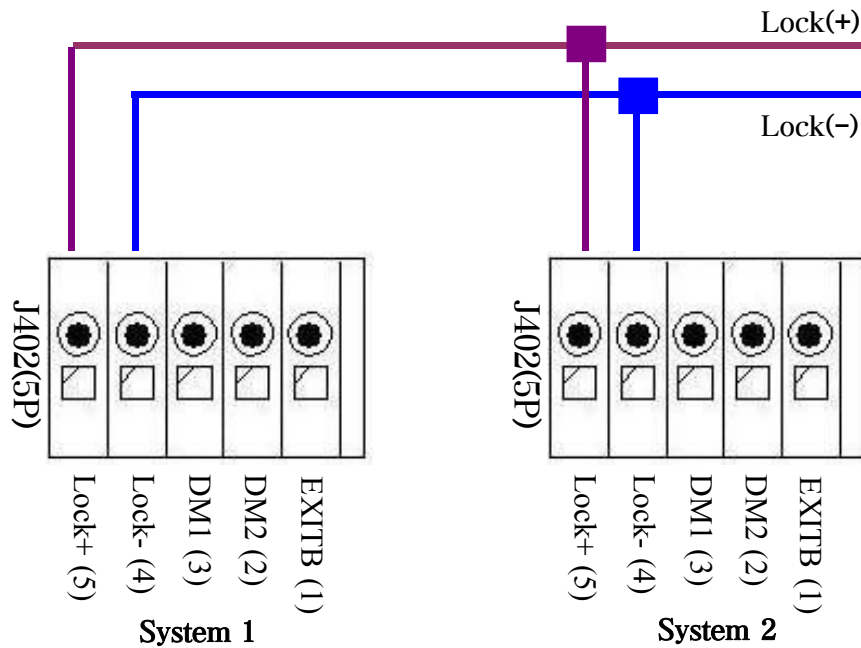 Lock(+)
Lock(-)
J402(5P)
Lock+ (5)
Lock- (4)
DM1 (3)
DM2 (2)
EXITB (1)
System 1
J402(5P)
Lock+ (5)
Lock- (4)
DM1 (3)
DM2 (2)
EXITB (1)
System 2